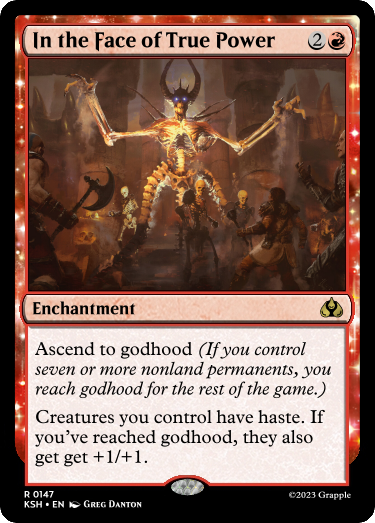 In the Face of True Power 2
Enchantment
Ascend to godhood (If you control
seven or more nonland permanents, you
reach godhood for the rest of the game.)
Creatures you control have haste. If
you've reached godhood, they also
get get +1/+1.
R 0147
KSH • EN Greg Danton
©2023 Grapple